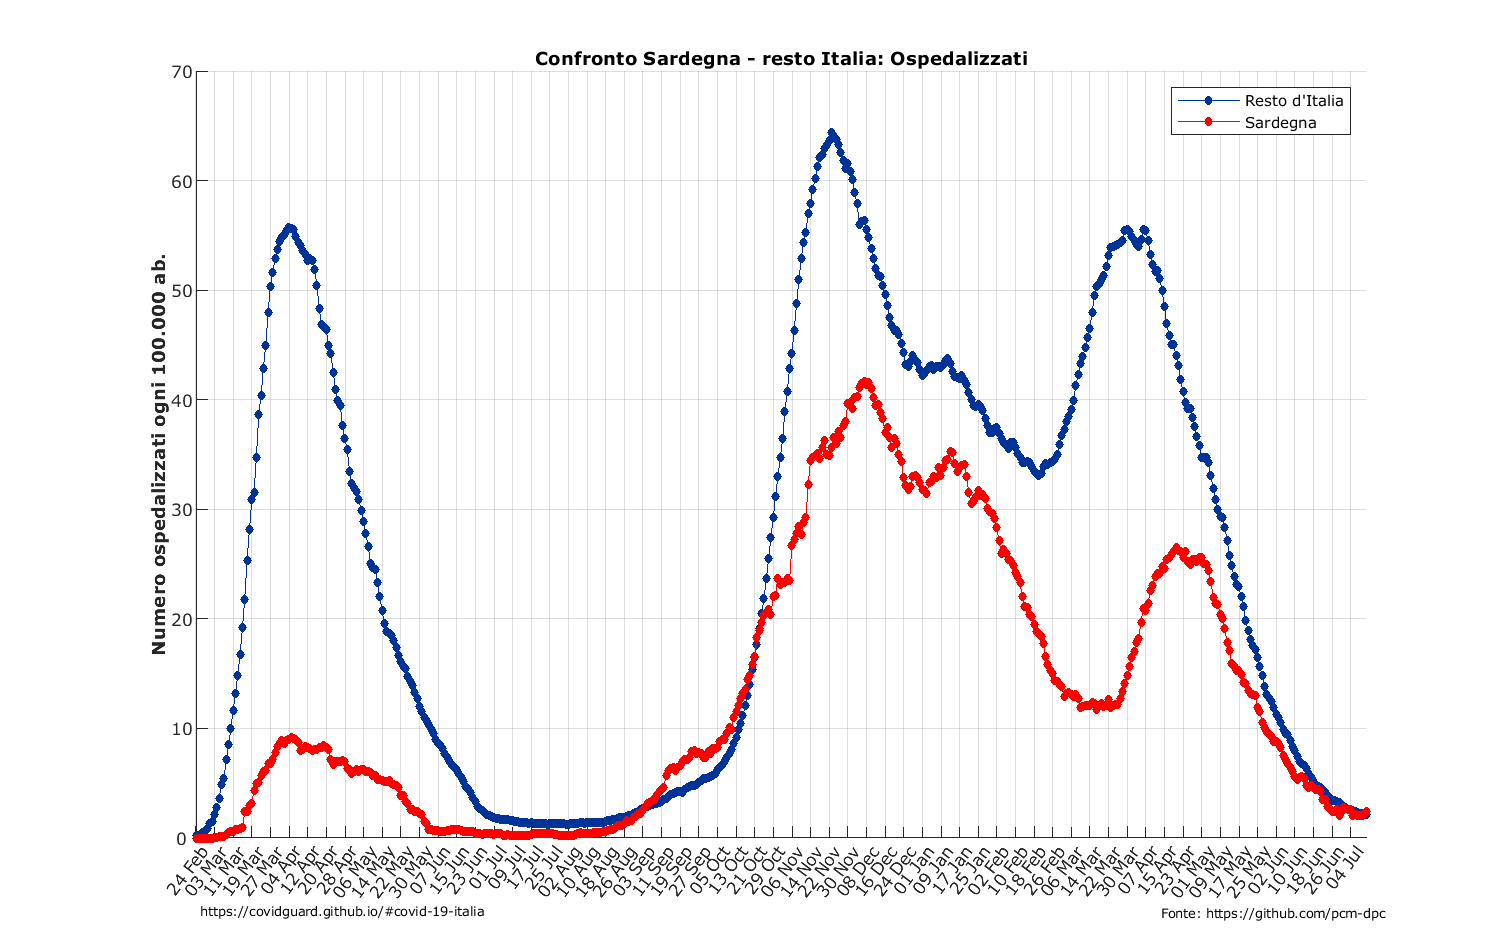 Confronto Sardegna - resto Italia: Ospedalizzati
70
60
50
40
30
20
10
0
Numero ospedalizzati ogni 100.000 ab.
Resto d'Italia
Sardegna
24 Feb
03 Mar
11 Mar
19 Mar
27 Mar
04 Apr
12 Apr
20 Apr
28 Apr
06 May
14 May
22 May
30 May
07 Jun
15 Jun
23 Jun
01 Jul
09 Jul
17 Jul
25 Jul
02 Aug
10 Aug
18 Aug
26 Aug
03 Sep
11 Sep
19 Sep
27 Sep
05 Oct
13 Oct
21 Oct
29 Oct
06 Nov
14 Nov
22 Nov
30 Nov
08 Dec
16 Dec
24 Dec
01 Jan
09 Jan
17 Jan
25 Jan
02 Feb
10 Feb
18 Feb
26 Feb
06 Mar
14 Mar
22 Mar
30 Mar
07 Apr
15 Apr
23 Apr
01 May
09 May
17 May
25 May
02 Jun
10 Jun
18 Jun
26 Jun
04 Jul
https://covidguard.github.io/#covid-19-italia
Fonte: https://github.com/pcm-dpc